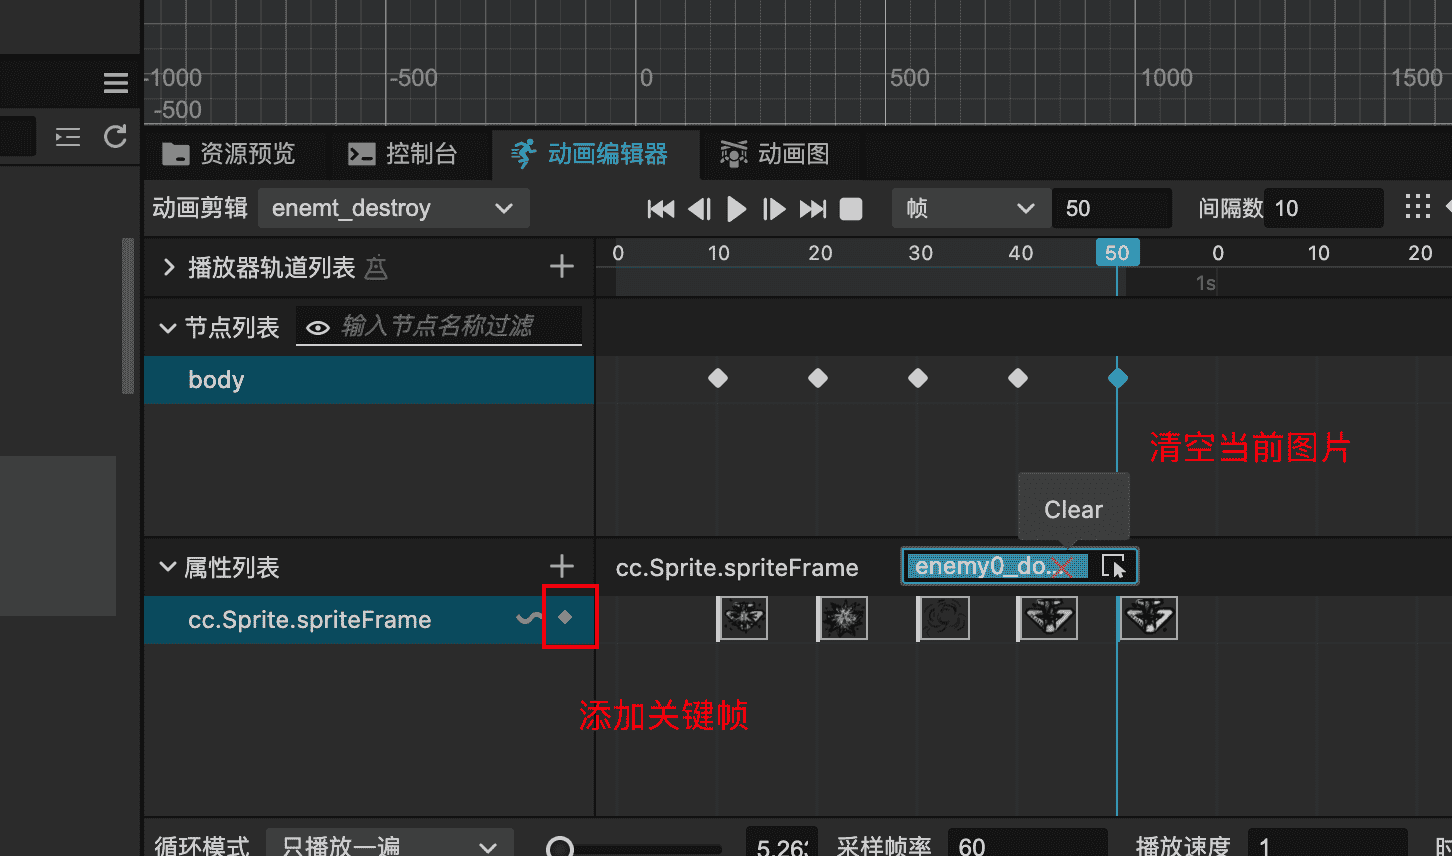 -1000 -500 0 500 1000 1500
-500
资源预览 控制台 动画编辑器 动画图
动画剪辑 enemt_destroy 帧 50 间隔数 10
播放器轨道列表 0 10 20 30 40 50 0 10 20
1s
节点列表 输入节点名称过滤
body
清空当前图片
Clear
属性列表 cc.Sprite.spriteFrame enemy0_do...
cc.Sprite.spriteFrame
添加关键帧
循环模式 只播放一遍 5.26 采样帧率 60 播放速度 1